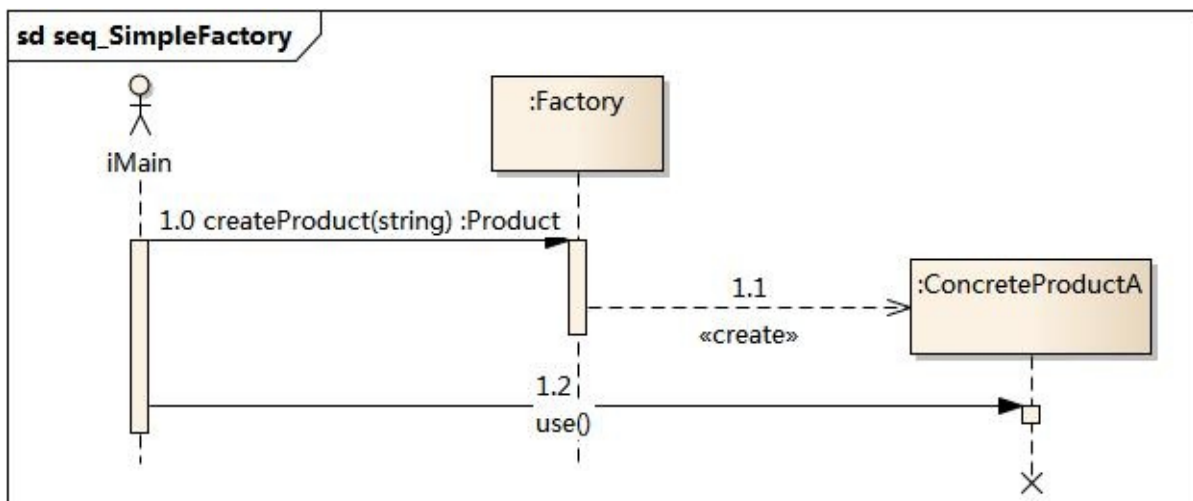 sd seq_SimpleFactory
:Factory
iMain
1.0 createProduct(string) :Product
:ConcreteProductA
1.1
«create»
1.2
use()